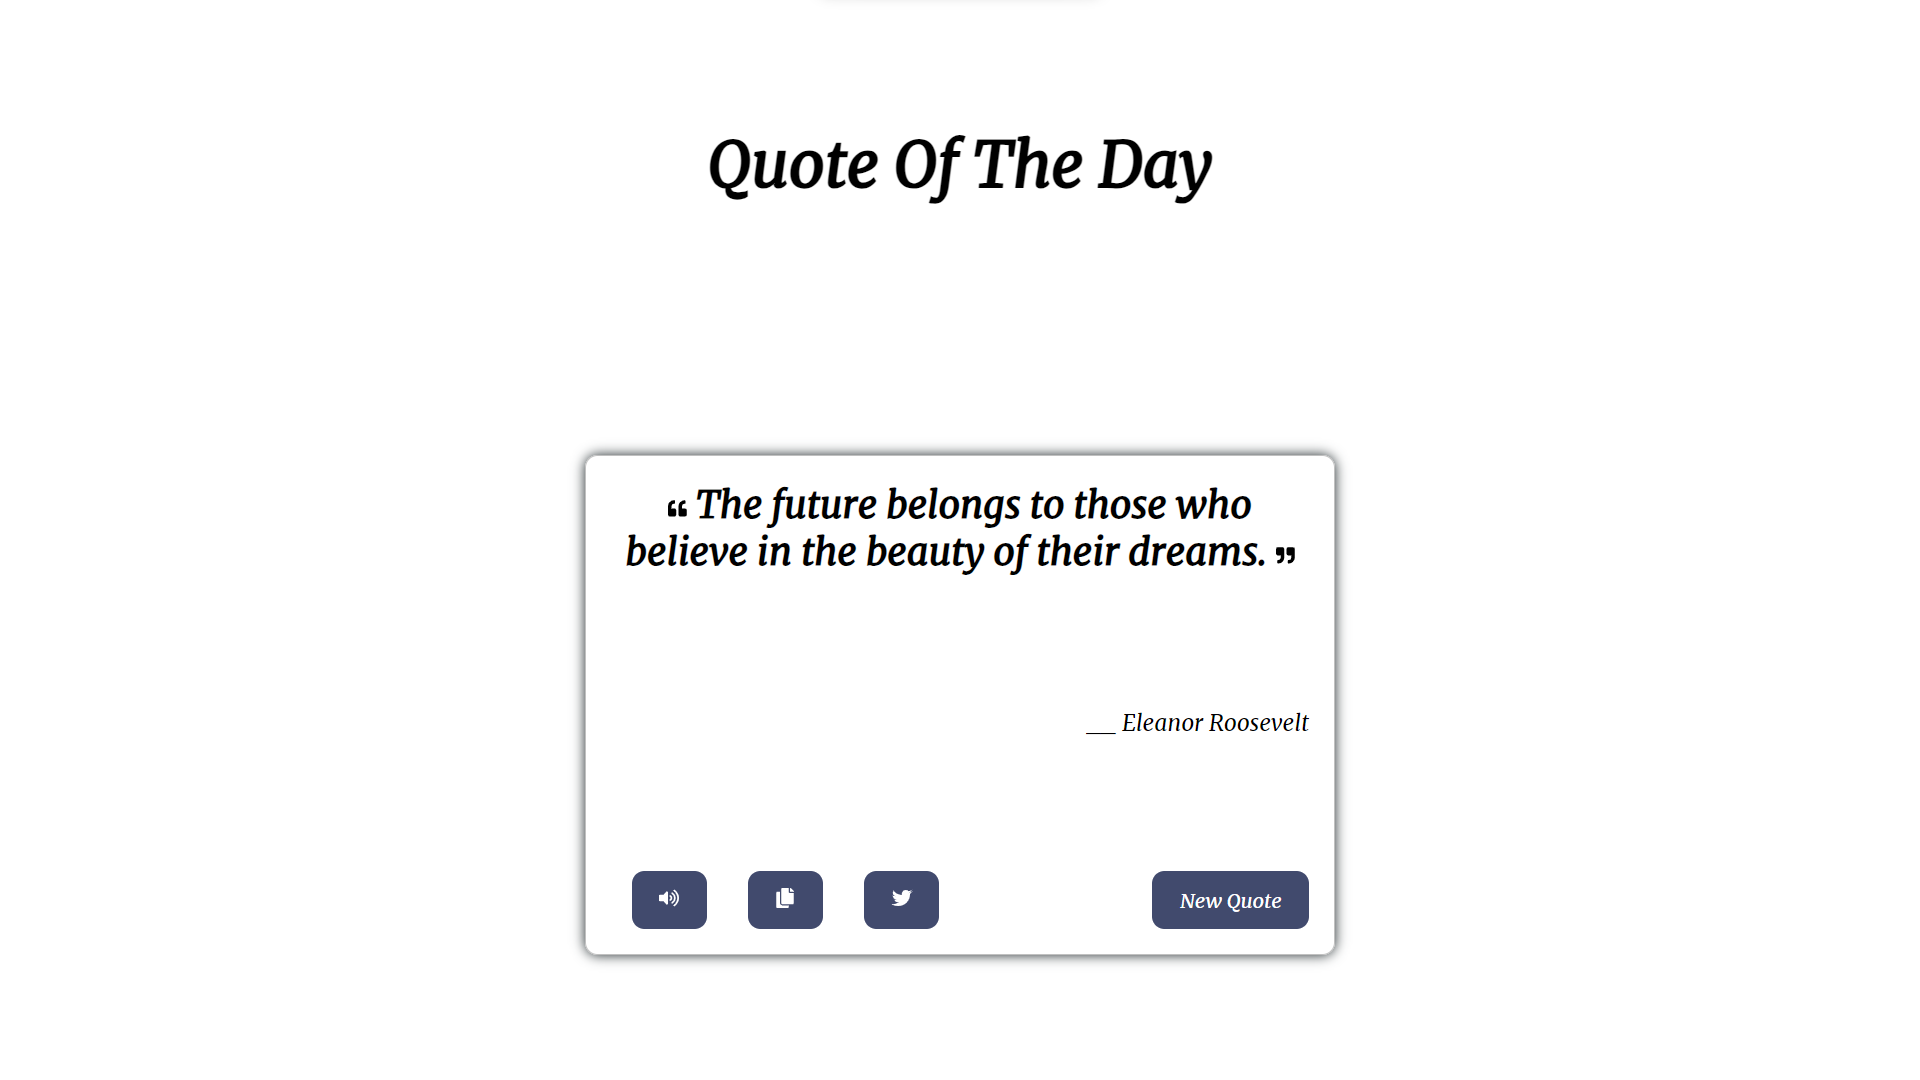 Quote Of The Day
❝ The future belongs to those who
believe in the beauty of their dreams. ❞
__ Eleanor Roosevelt
New Quote